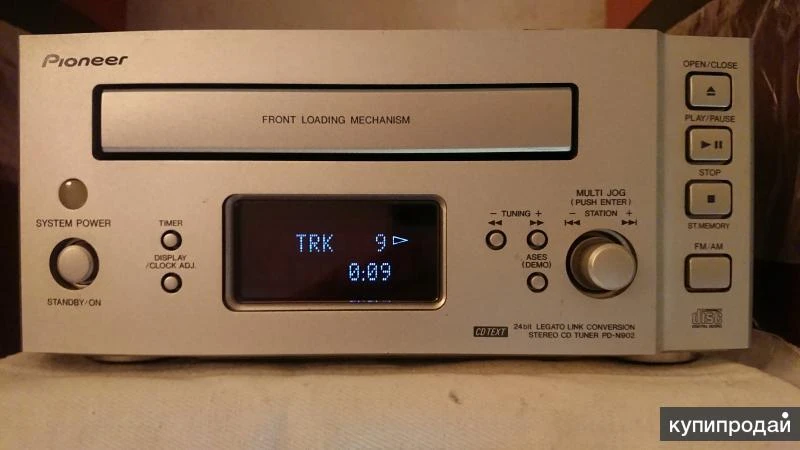 Pioneer
OPEN/CLOSE
FRONT LOADING MECHANISM
PLAY/PAUSE
STOP
ST.MEMORY
SYSTEM POWER
STANDBY/ON
TIMER
DISPLAY
/CLOCK ADJ.
TRK 9
0:09
− TUNING +
ASES
(DEMO)
MULTI JOG
(PUSH ENTER)
− STATION +
FM/AM
CD TEXT
24bit LEGATO LINK CONVERSION
STEREO CD TUNER PD-N902
disc
DIGITAL AUDIO
купипродай